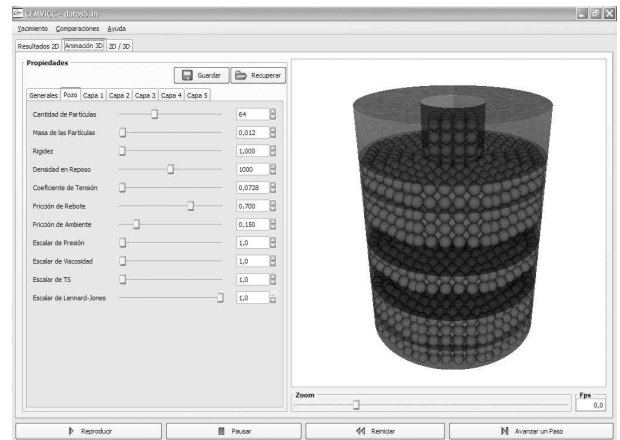 CEMVICC - datos5.in
Yacimiento Comparaciones Ayuda
Resultados 2D Animación 3D 2D / 3D
Propiedades
Guardar Recuperar
Generales Pozo Capa 1 Capa 2 Capa 3 Capa 4 Capa 5
Cantidad de Partículas 64
Masa de las Partículas 0,012
Rigidez 1,000
Densidad en Reposo 1000
Coeficiente de Tensión 0,0728
Fricción de Rebote 0,700
Fricción de Ambiente 0,150
Escalar de Presión 1,0
Escalar de Viscosidad 1,0
Escalar de TS 1,0
Escalar de Lennard-Jones 1,0
Zoom
Fps
0,0
Reproducir Pausar Reiniciar Avanzar un Paso